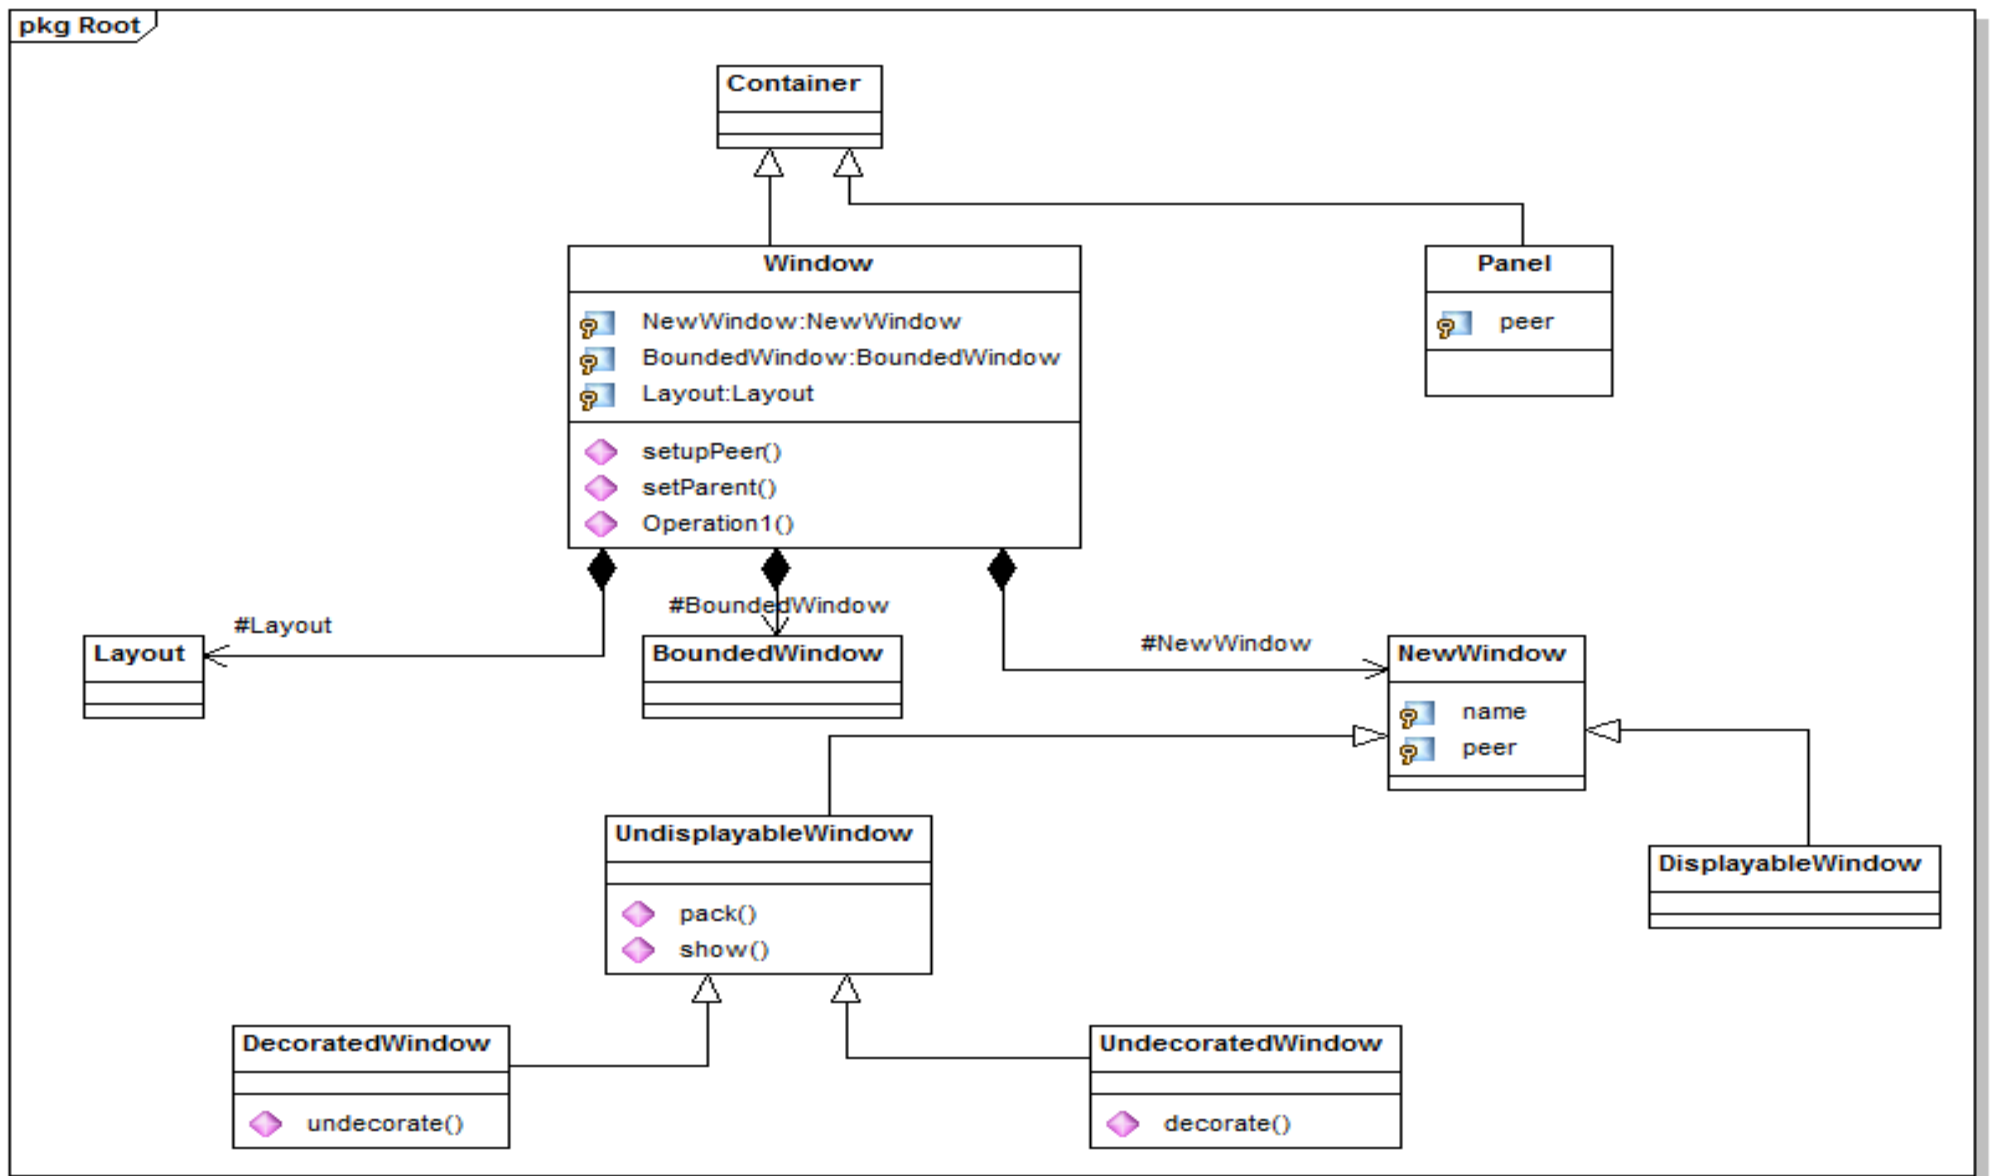 pkg Root
Container
Window
NewWindow:NewWindow
BoundedWindow:BoundedWindow
Layout:Layout
setupPeer()
setParent()
Operation1()
Panel
peer
#Layout
#BoundedWindow
#NewWindow
Layout
BoundedWindow
NewWindow
name
peer
UndisplayableWindow
pack()
show()
DisplayableWindow
DecoratedWindow
undecorate()
UndecoratedWindow
decorate()